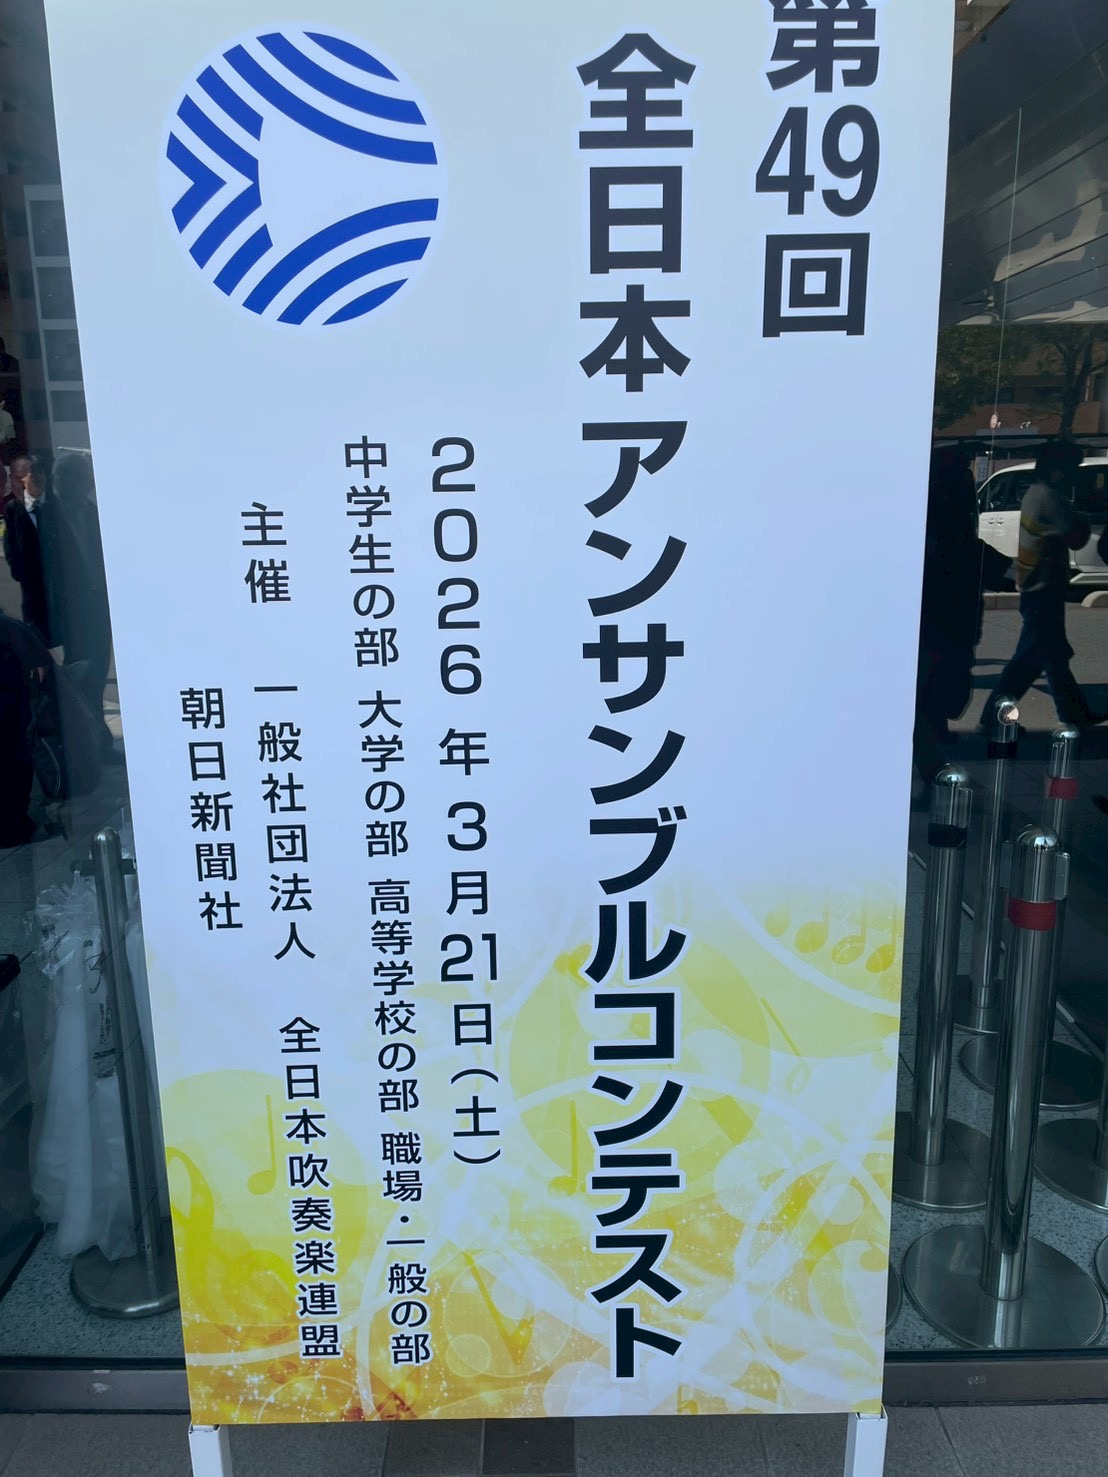 第49回
全日本アンサンブルコンテスト
2026年3月21日(土)
中学生の部 大学の部 高等学校の部 職場・一般の部
主催 一般社団法人 全日本吹奏楽連盟
朝日新聞社